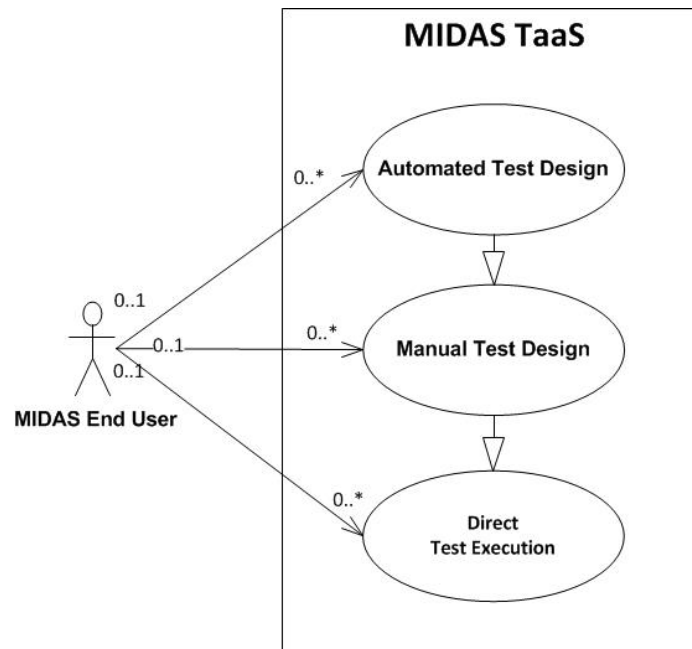 MIDAS TaaS
Automated Test Design
0..*
0..1
0..*
0..1
Manual Test Design
0..1
MIDAS End User
0..*
Direct
Test Execution